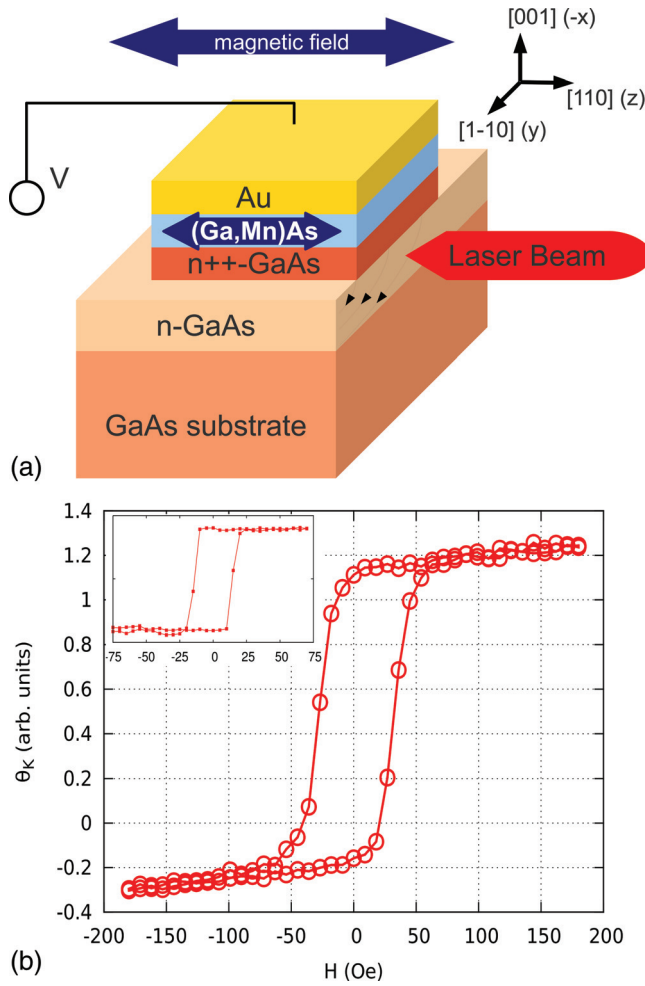 magnetic field
[001] (-x)
[110] (z)
[1-10] (y)
V
Au
(Ga,Mn)As
n++-GaAs
Laser Beam
n-GaAs
GaAs substrate
(a)
1.4
1.2
1
0.8
0.6
0.4
0.2
0
-0.2
-0.4
θK (arb. units)
-75 -50 -25 0 25 50 75
-200 -150 -100 -50 0 50 100 150 200
H (Oe)
(b)